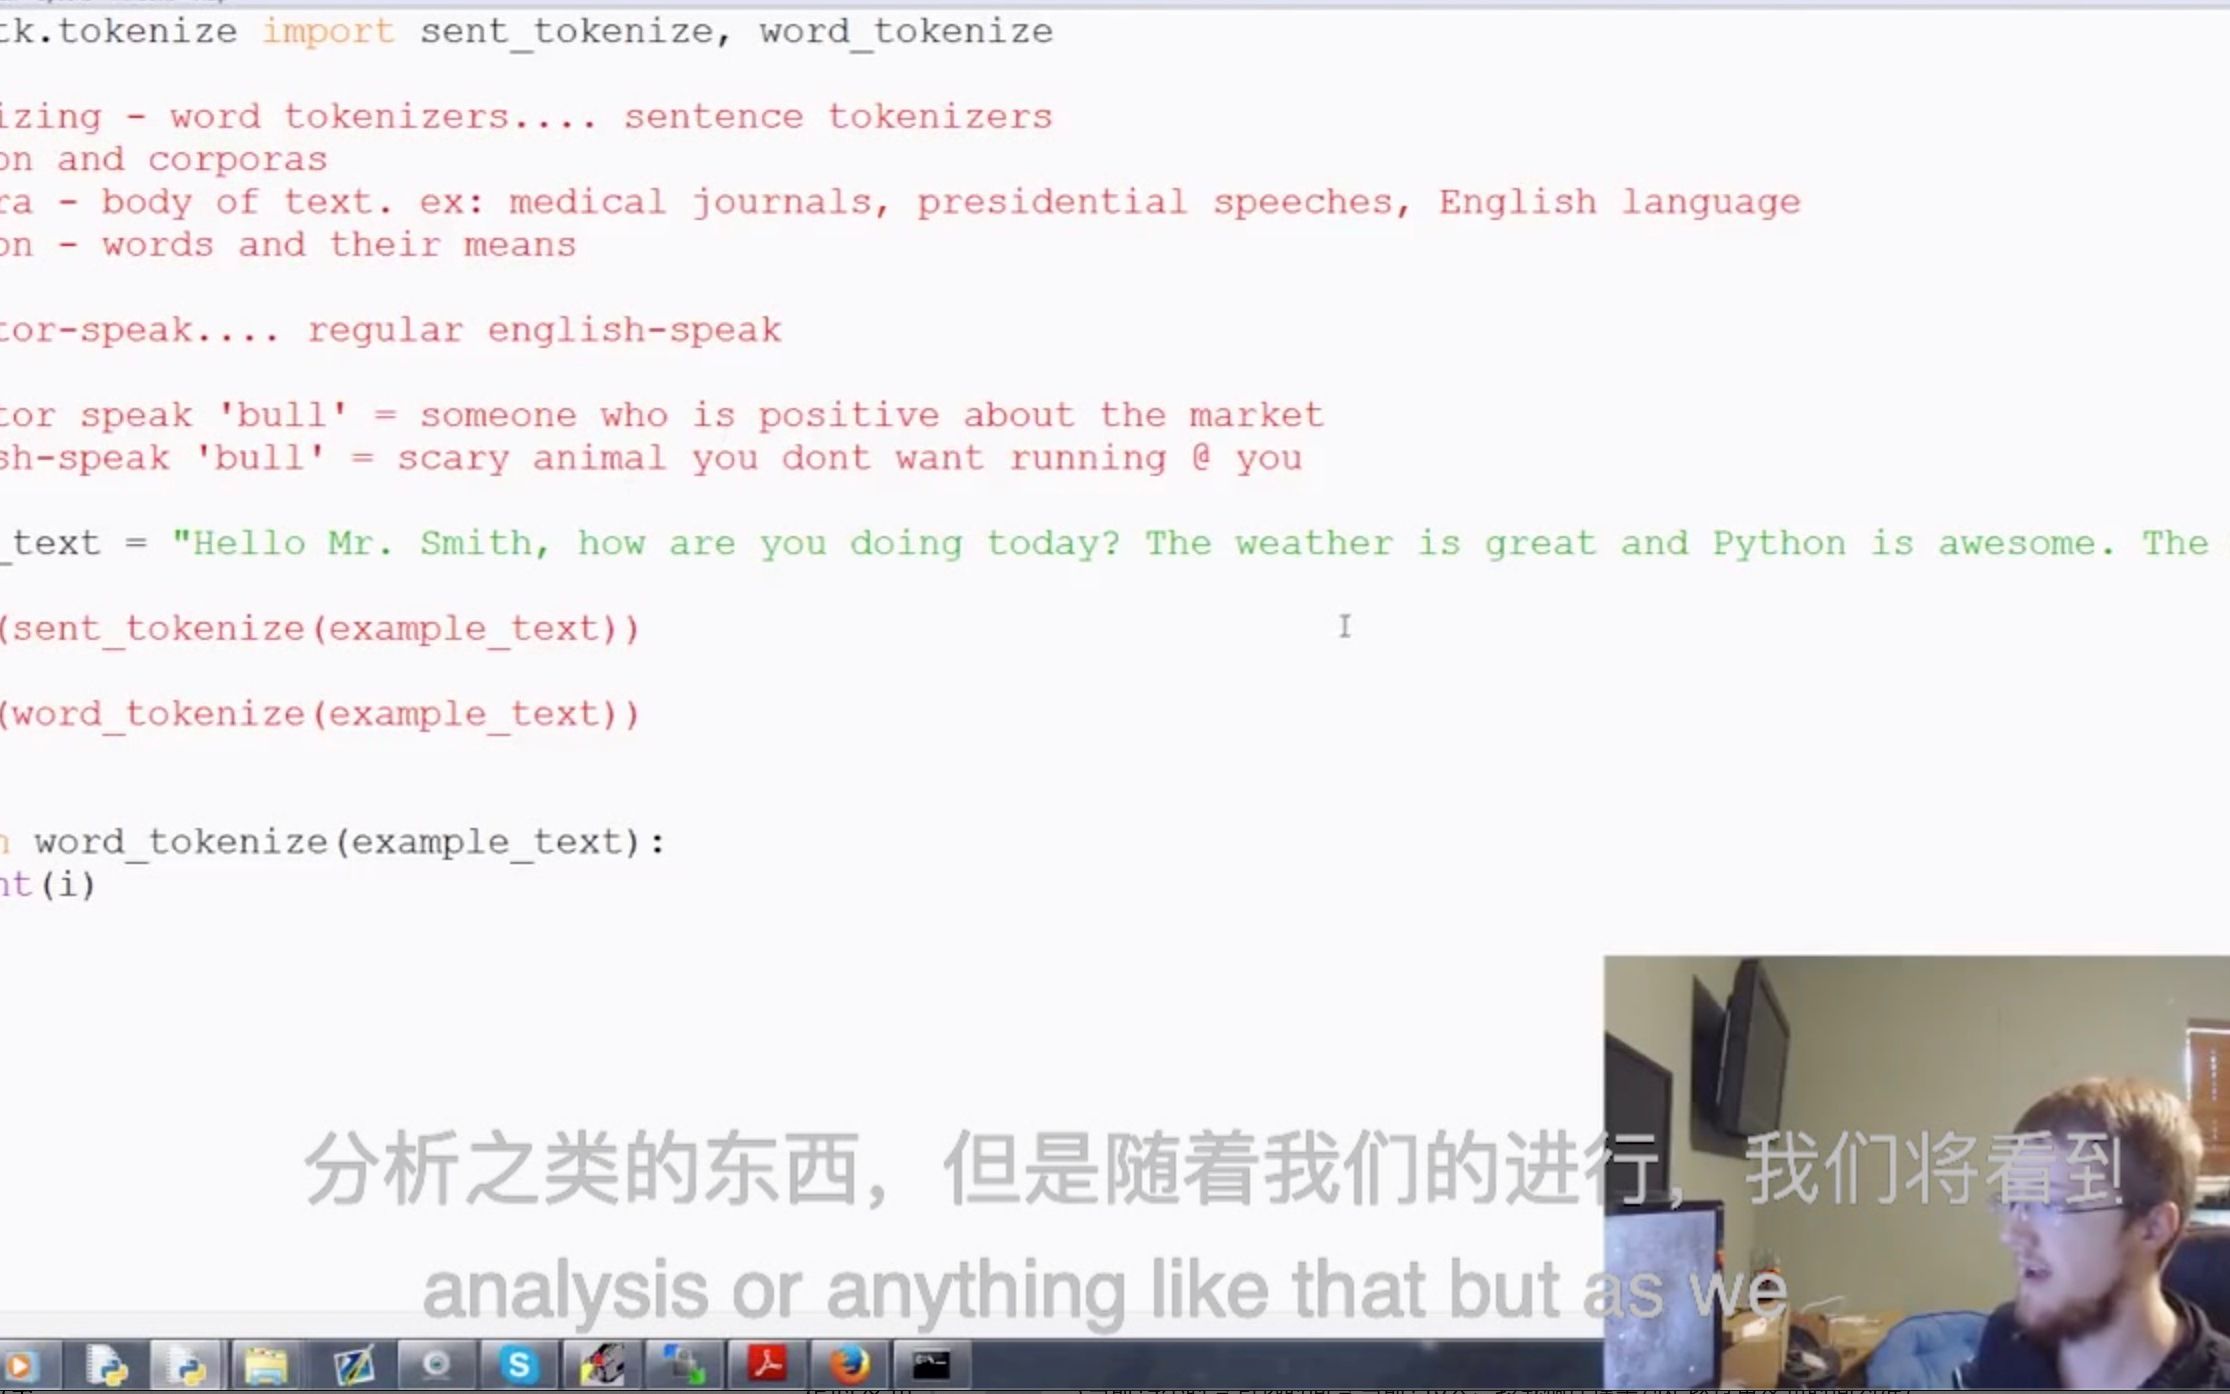 tk.tokenize import sent_tokenize, word_tokenize
izing - word tokenizers.... sentence tokenizers
on and corporas
ra - body of text. ex: medical journals, presidential speeches, English language
on - words and their means
tor-speak.... regular english-speak
tor speak 'bull' = someone who is positive about the market
sh-speak 'bull' = scary animal you dont want running @ you
_text = "Hello Mr. Smith, how are you doing today? The weather is great and Python is awesome. The
(sent_tokenize(example_text))
(word_tokenize(example_text))
n word_tokenize(example_text):
nt(i)
分析之类的东西，但是随着我们的进行，我们将看到
analysis or anything like that but as we